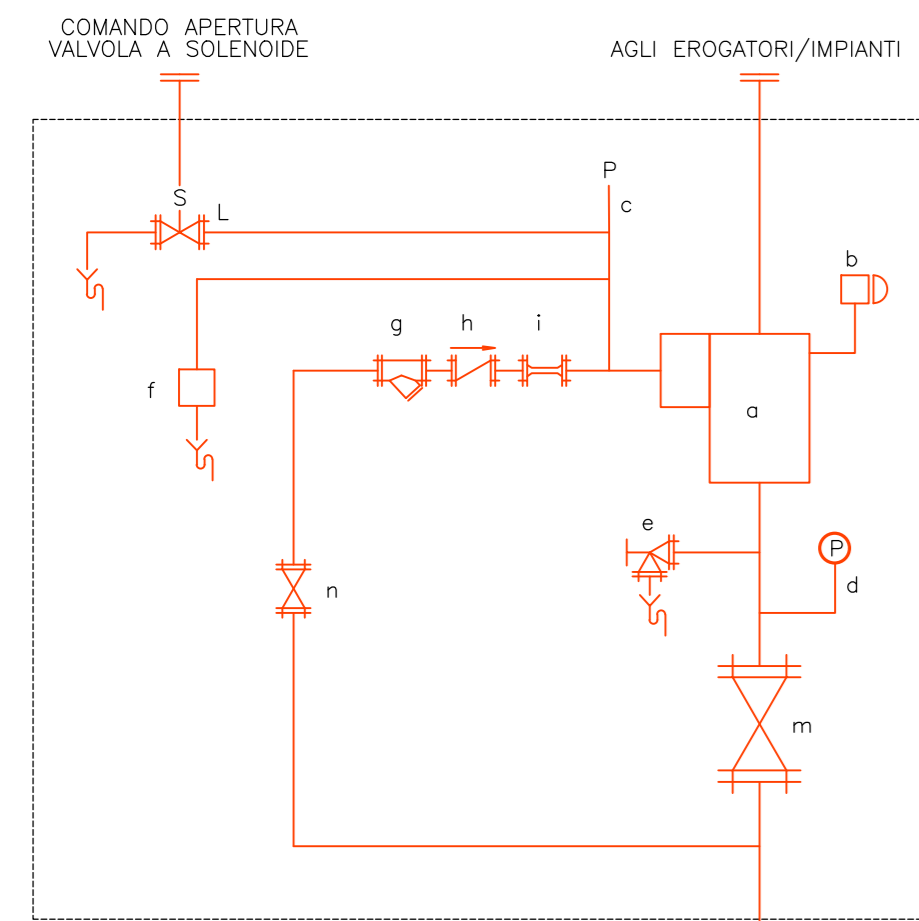 COMANDO APERTURA
VALVOLA A SOLENOIDE
AGLI EROGATORI/IMPIANTI
P
S
L
c
b
g
h
i
f
a
e
P
d
n
m